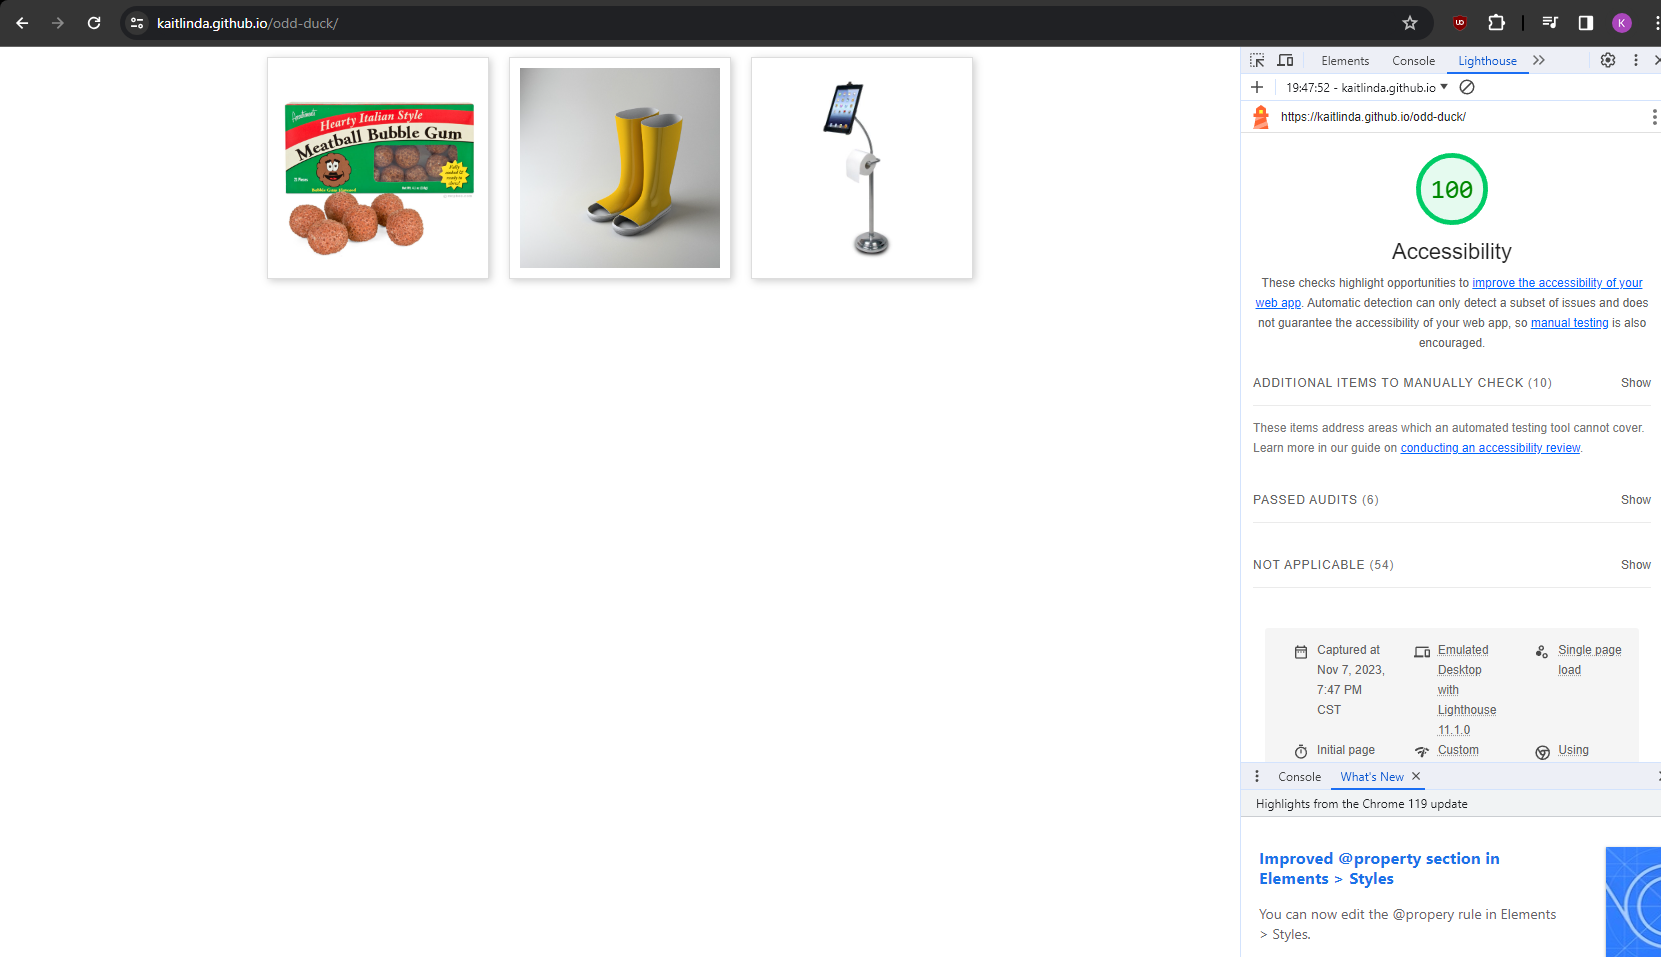 kaitlinda.github.io/odd-duck/
K
Hearty Italian Style
Meatball Bubble Gum
Elements
Console
Lighthouse
19:47:52 - kaitlinda.github.io
https://kaitlinda.github.io/odd-duck/
100
Accessibility
These checks highlight opportunities to improve the accessibility of your
web app. Automatic detection can only detect a subset of issues and does
not guarantee the accessibility of your web app, so manual testing is also
encouraged.
ADDITIONAL ITEMS TO MANUALLY CHECK (10)
Show
These items address areas which an automated testing tool cannot cover.
Learn more in our guide on conducting an accessibility review.
PASSED AUDITS (6)
Show
NOT APPLICABLE (54)
Show
Captured at
Nov 7, 2023,
7:47 PM
CST
Emulated
Desktop
with
Lighthouse
11.1.0
Single page
load
Initial page
Custom
Using
Console
What's New
Highlights from the Chrome 119 update
Improved @property section in
Elements > Styles
You can now edit the @propery rule in Elements
> Styles.